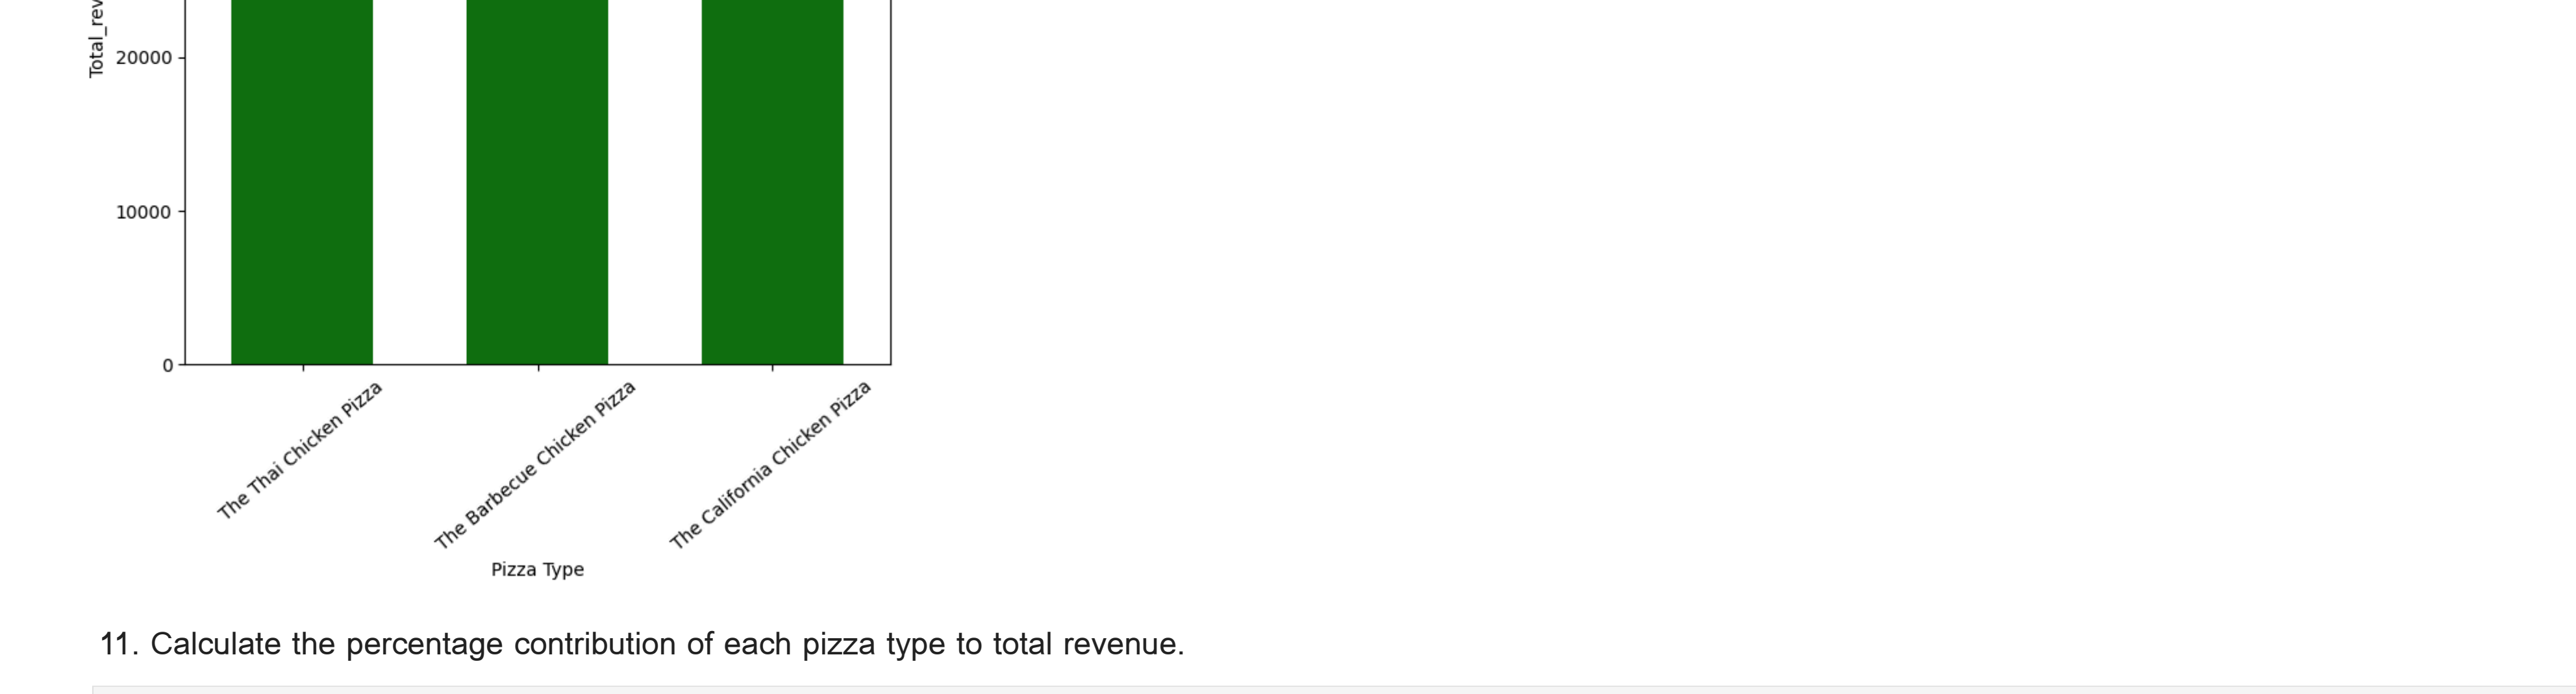 Total_rev
20000
10000
0
The Thai Chicken Pizza
The Barbecue Chicken Pizza
The California Chicken Pizza
Pizza Type
11. Calculate the percentage contribution of each pizza type to total revenue.